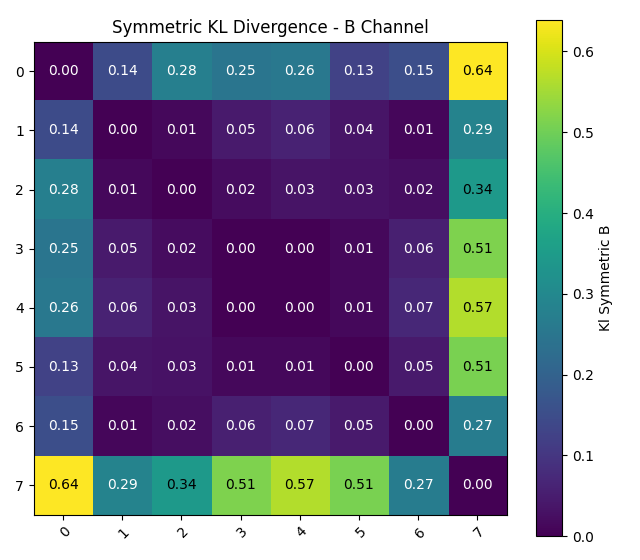 Symmetric KL Divergence - B Channel
0 0.00 0.14 0.28 0.25 0.26 0.13 0.15 0.64
1 0.14 0.00 0.01 0.05 0.06 0.04 0.01 0.29
2 0.28 0.01 0.00 0.02 0.03 0.03 0.02 0.34
3 0.25 0.05 0.02 0.00 0.00 0.01 0.06 0.51
4 0.26 0.06 0.03 0.00 0.00 0.01 0.07 0.57
5 0.13 0.04 0.03 0.01 0.01 0.00 0.05 0.51
6 0.15 0.01 0.02 0.06 0.07 0.05 0.00 0.27
7 0.64 0.29 0.34 0.51 0.57 0.51 0.27 0.00
0 1 2 3 4 5 6 7
0.6
0.5
0.4
0.3
0.2
0.1
0.0
Kl Symmetric B